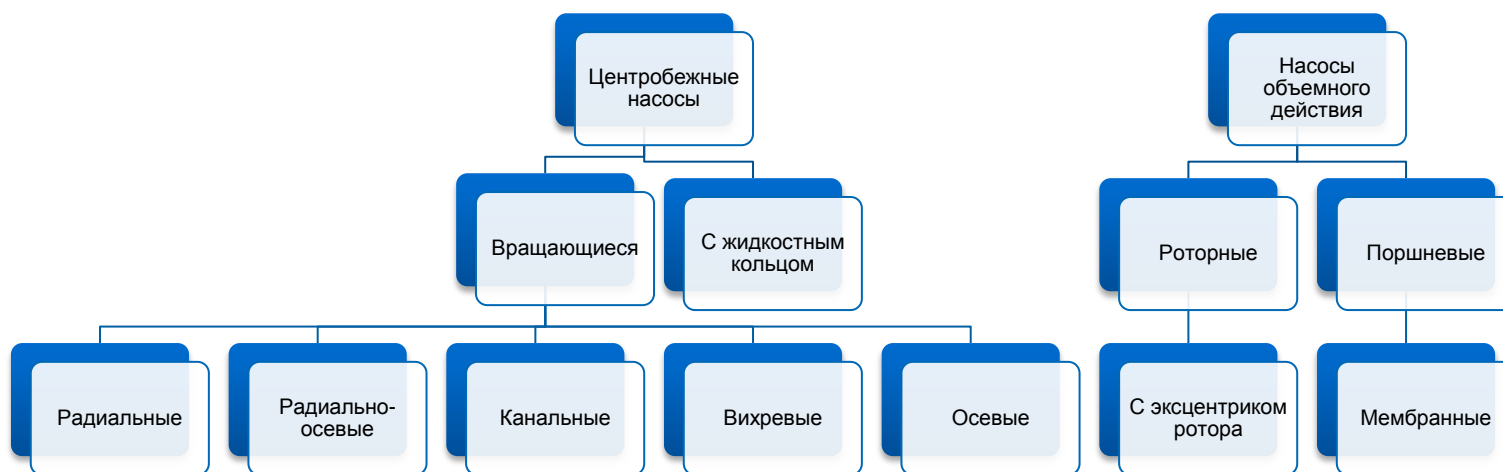 Центробежные
насосы
Насосы
объемного
действия
Вращающиеся
С жидкостным
кольцом
Роторные
Поршневые
Радиальные
Радиально-
осевые
Канальные
Вихревые
Осевые
С эксцентриком
ротора
Мембранные